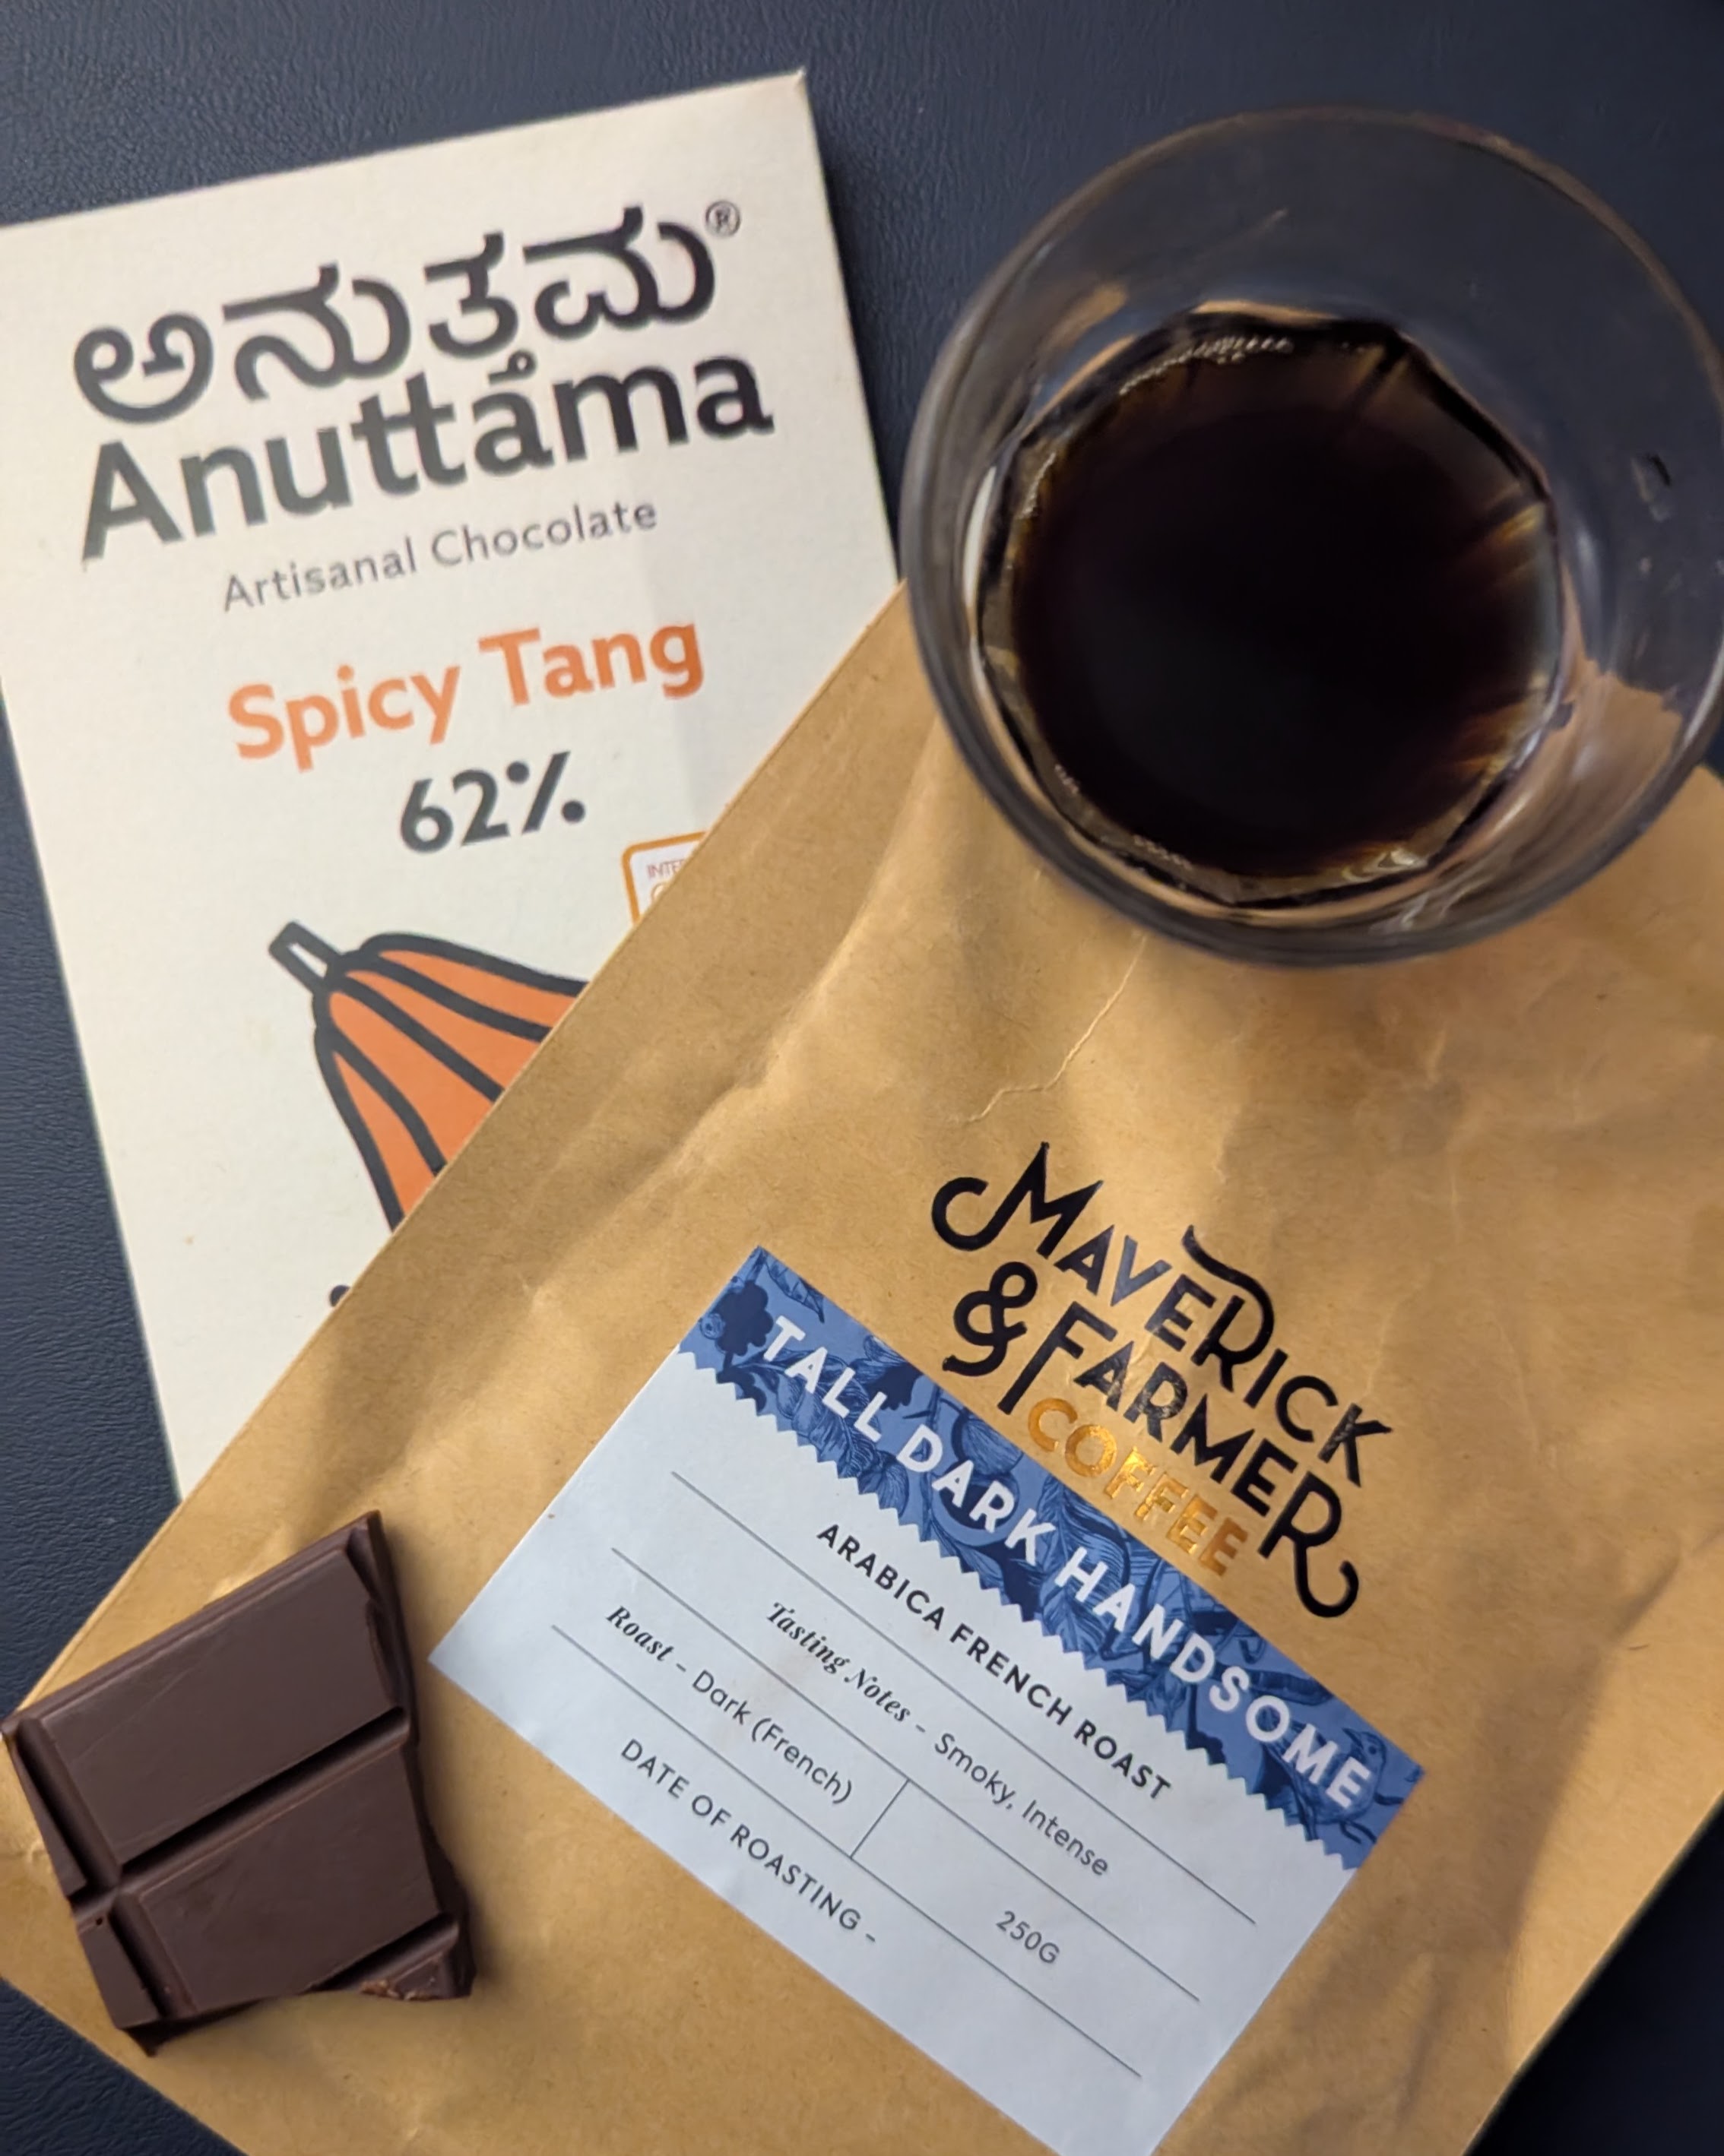 ಅನುತ್ತಮ®
Anuttama
Artisanal Chocolate
Spicy Tang
62%
MAVERICK
& FARMER
COFFEE
TALL DARK HANDSOME
ARABICA FRENCH ROAST
Tasting Notes - Smoky, Intense
Roast - Dark (French)
250G
DATE OF ROASTING -